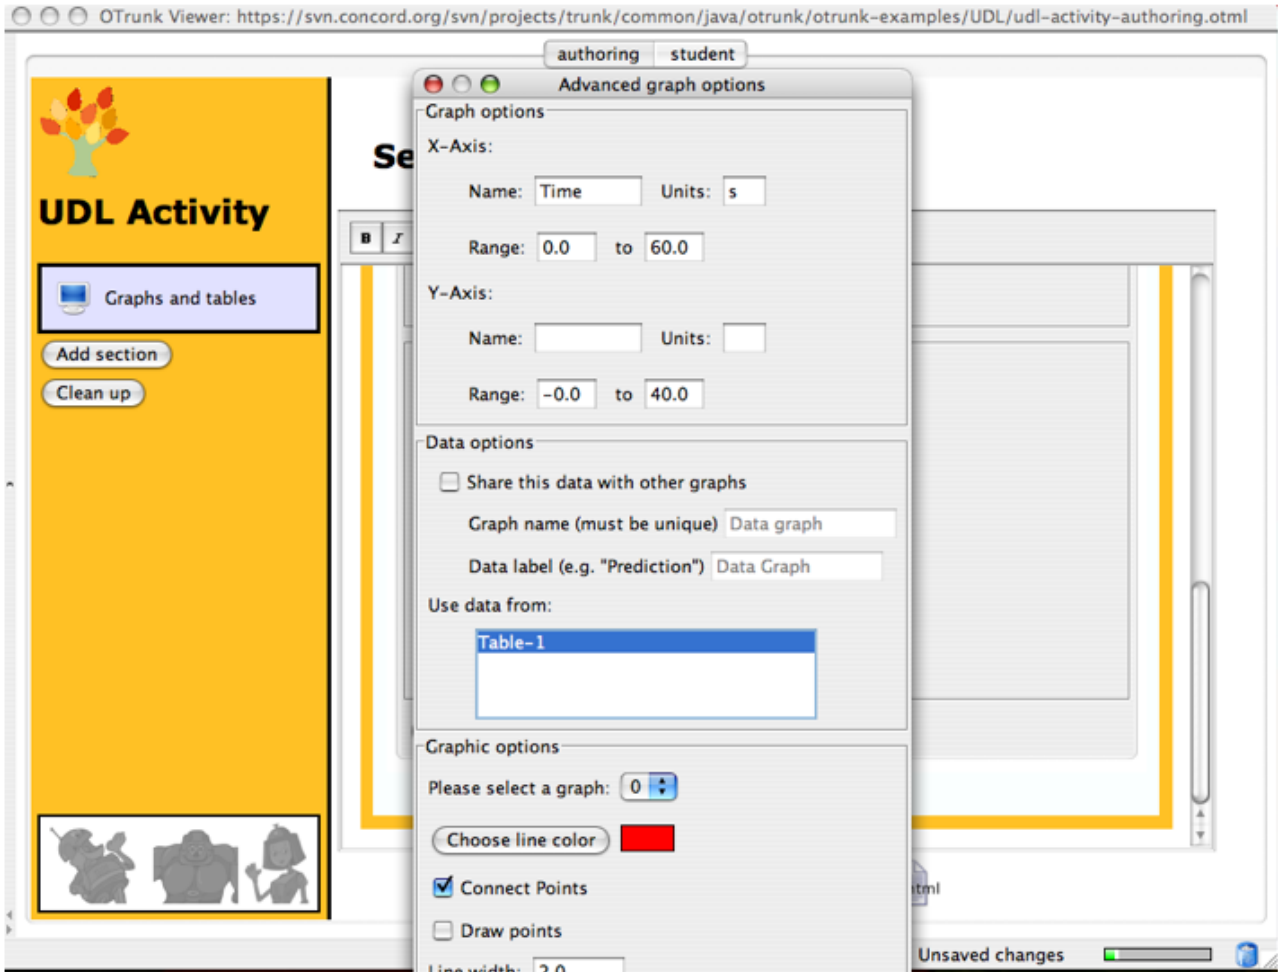 OTrunk Viewer: https://svn.concord.org/svn/projects/trunk/common/java/otrunk/otrunk-examples/UDL/udl-activity-authoring.otml
authoring student
Advanced graph options
Graph options
X-Axis:
Name: Time Units: s
Range: 0.0 to 60.0
Y-Axis:
Name: Units:
Range: -0.0 to 40.0
Data options
Share this data with other graphs
Graph name (must be unique) Data graph
Data label (e.g. "Prediction") Data Graph
Use data from:
Table-1
Graphic options
Please select a graph: 0
Choose line color
Connect Points
Draw points
Line width: 2.0
UDL Activity
Graphs and tables
Add section
Clean up
Se
B I
tml
Unsaved changes